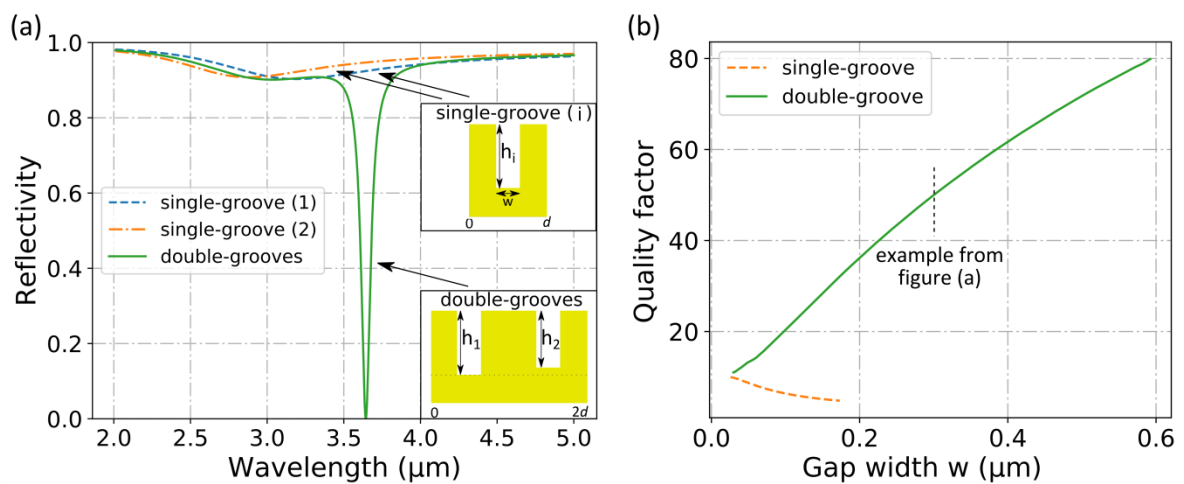 (a)
1.0
0.8
0.6
0.4
0.2
0.0
Reflectivity
2.0 2.5 3.0 3.5 4.0 4.5 5.0
Wavelength (μm)
single-groove (1)
single-groove (2)
double-grooves
single-groove (i)
hi
w
0 d
double-grooves
h1 h2
0 2d
(b)
80
60
40
20
Quality factor
single-groove
double-groove
example from
figure (a)
0.0 0.2 0.4 0.6
Gap width w (μm)